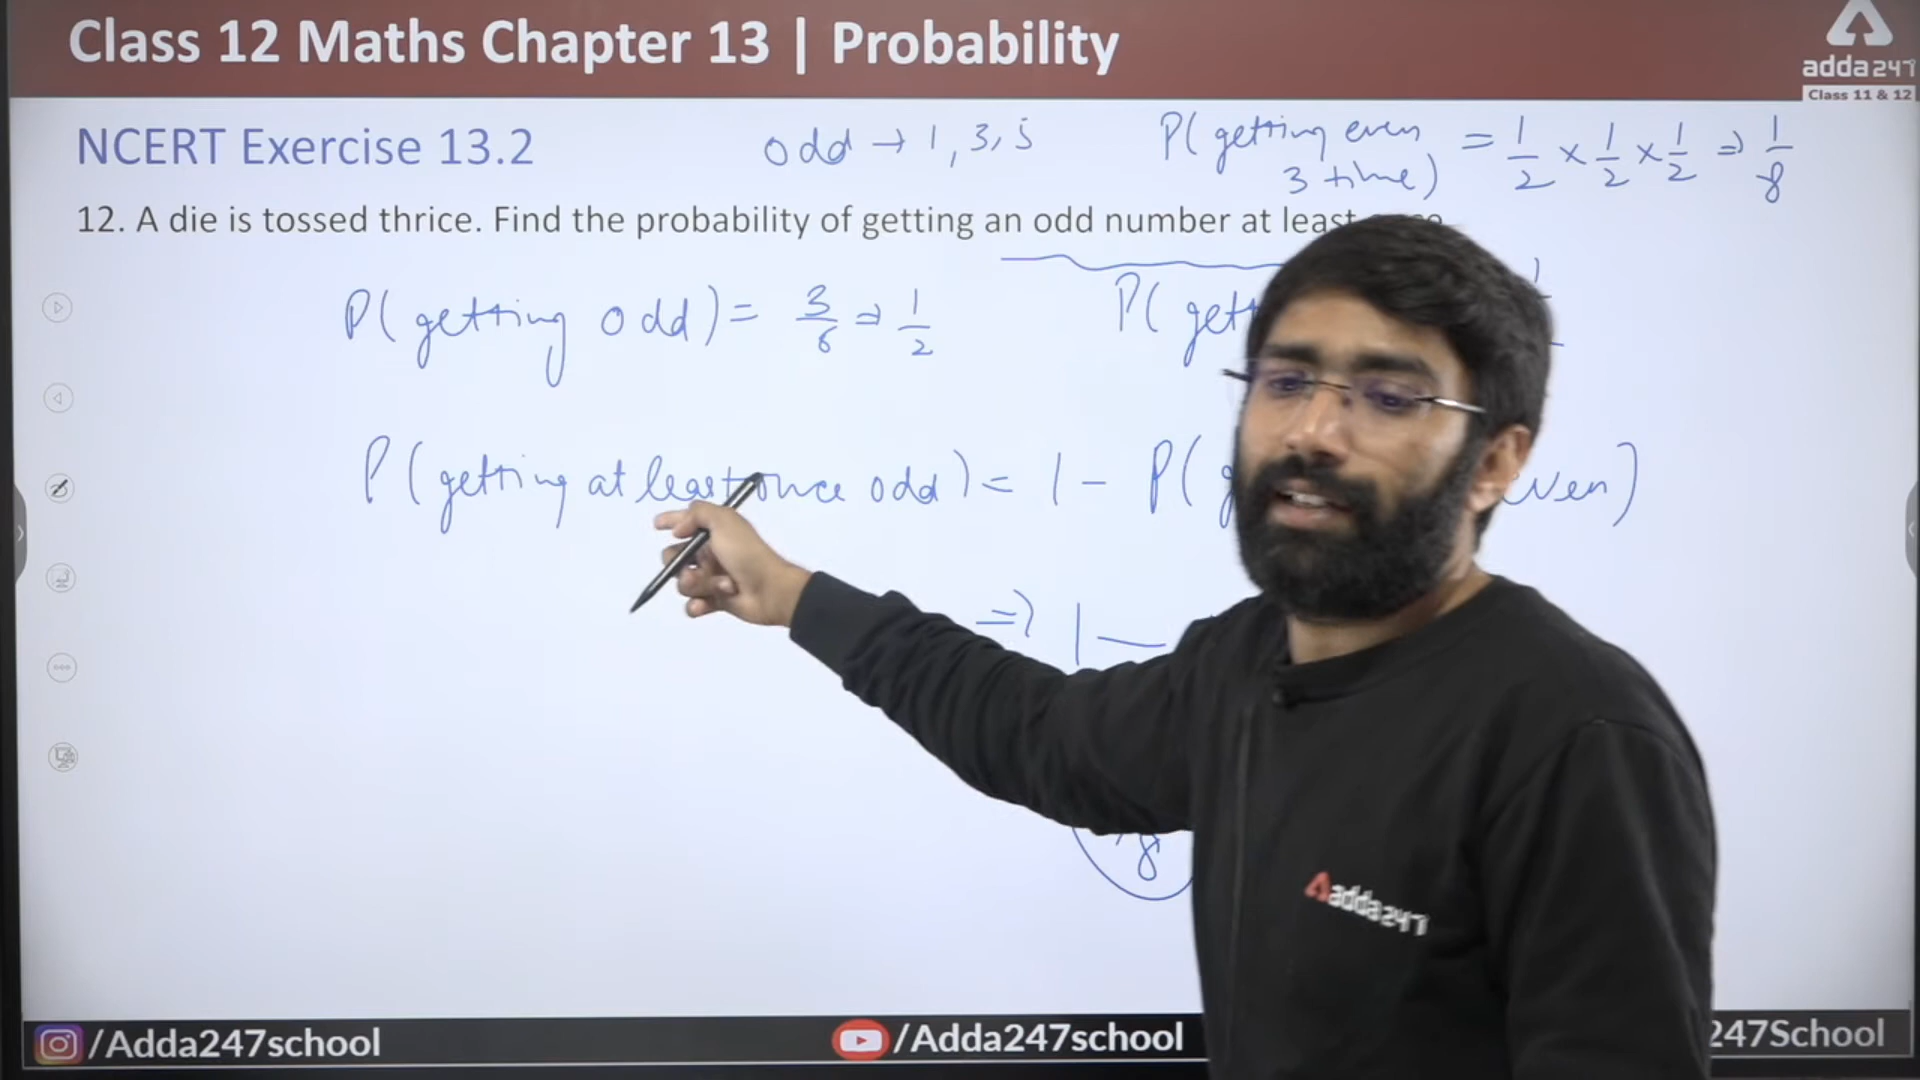 Class 12 Maths Chapter 13 | Probability
adda247
Class 11 & 12
NCERT Exercise 13.2
odd → 1, 3, 5
P(getting even
3 time) = 1/2 × 1/2 × 1/2 ⇒ 1/8
12. A die is tossed thrice. Find the probability of getting an odd number at least
P(getting odd) = 3/6 ⇒ 1/2
P(
P(getting at least once odd) = 1 - P( even)
⇒ 1 —
8
adda247
/Adda247school
/Adda247school
247School